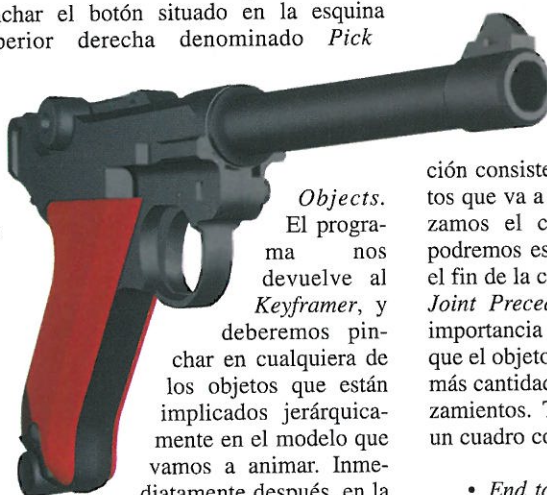 char el botón situado en la esquina
perior derecha denominado Pick
Objects.
El progra-
ma nos
devuelve al
Keyframer, y
deberemos pin-
char en cualquiera de
los objetos que están
implicados jerárquica-
mente en el modelo que
vamos a animar. Inme-
diatamente después, en la
ción consiste
tos que va a
zamos el c
podremos es
el fin de la c
Joint Preced
importancia
que el objeto
más cantidad
zamientos. T
un cuadro co
• End to